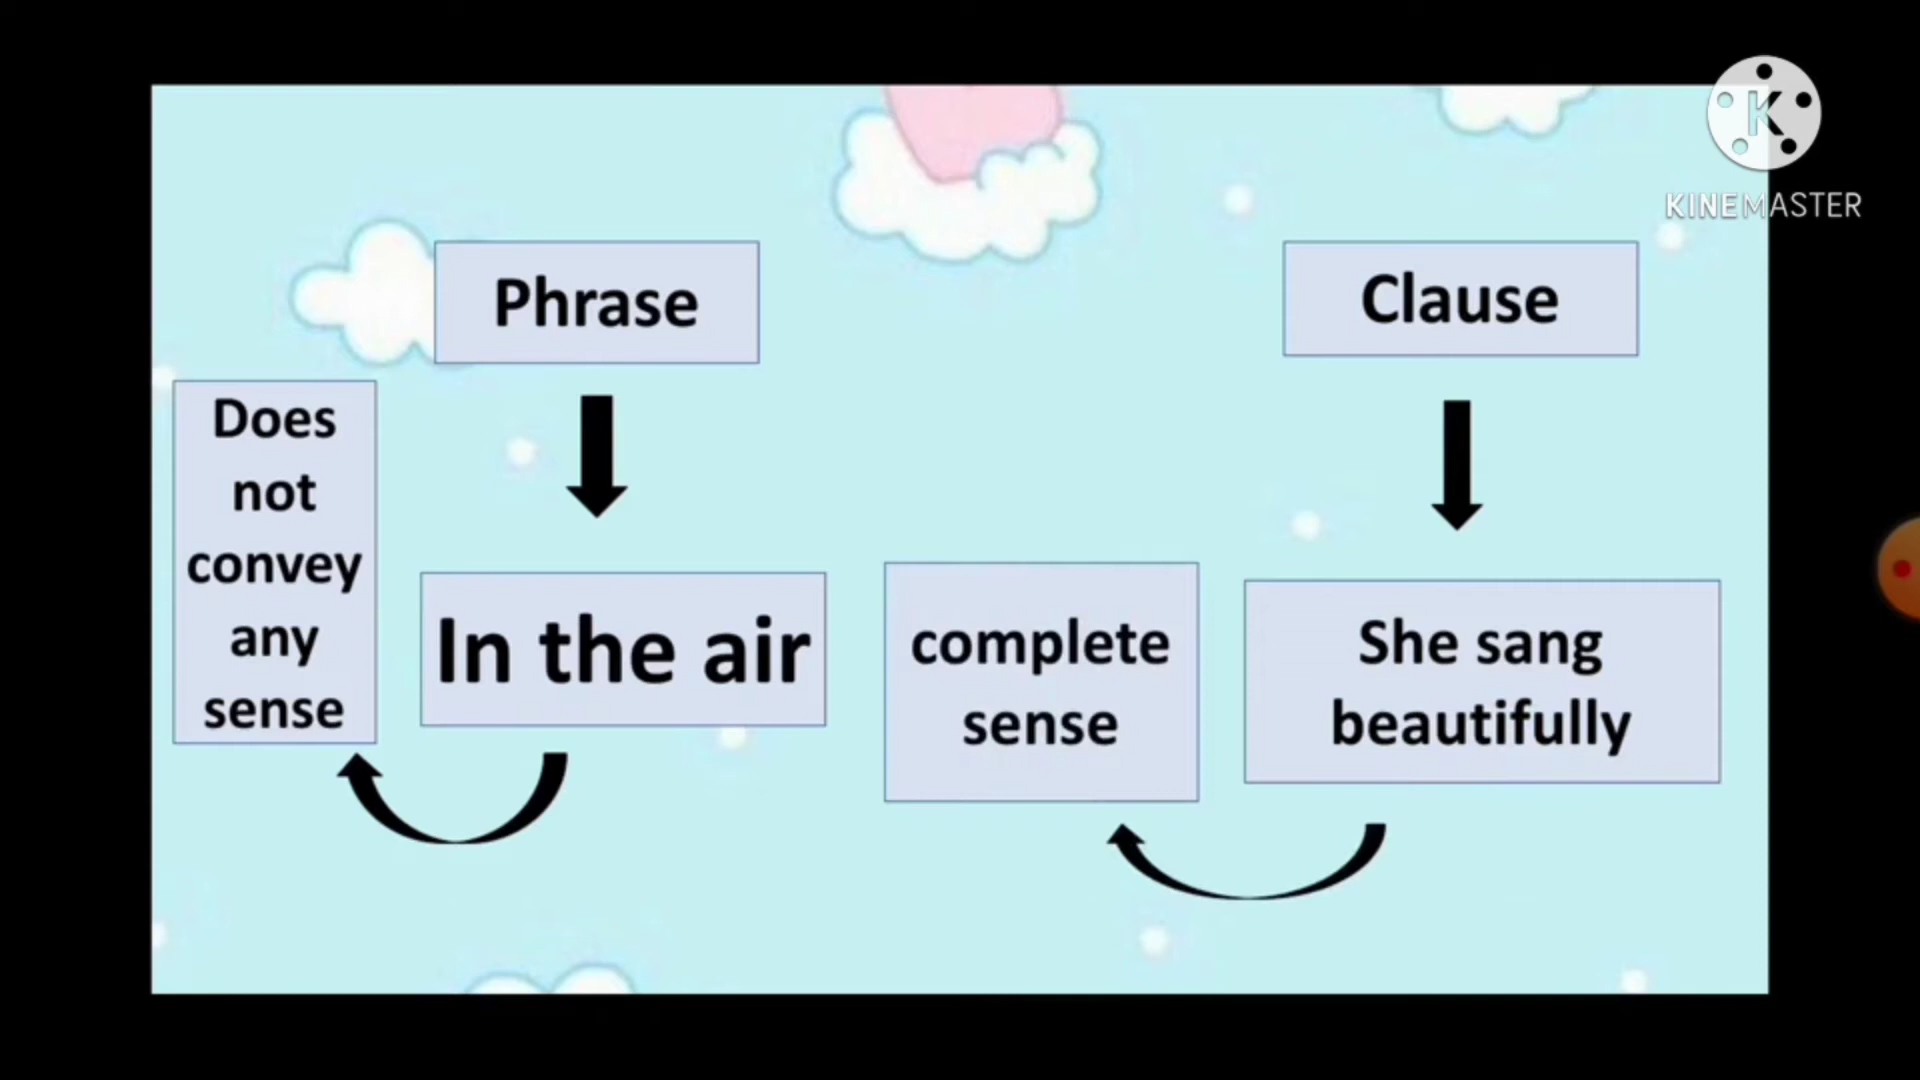 KINEMASTER
Phrase
Clause
Does
not
convey
any
sense
In the air
complete
sense
She sang
beautifully